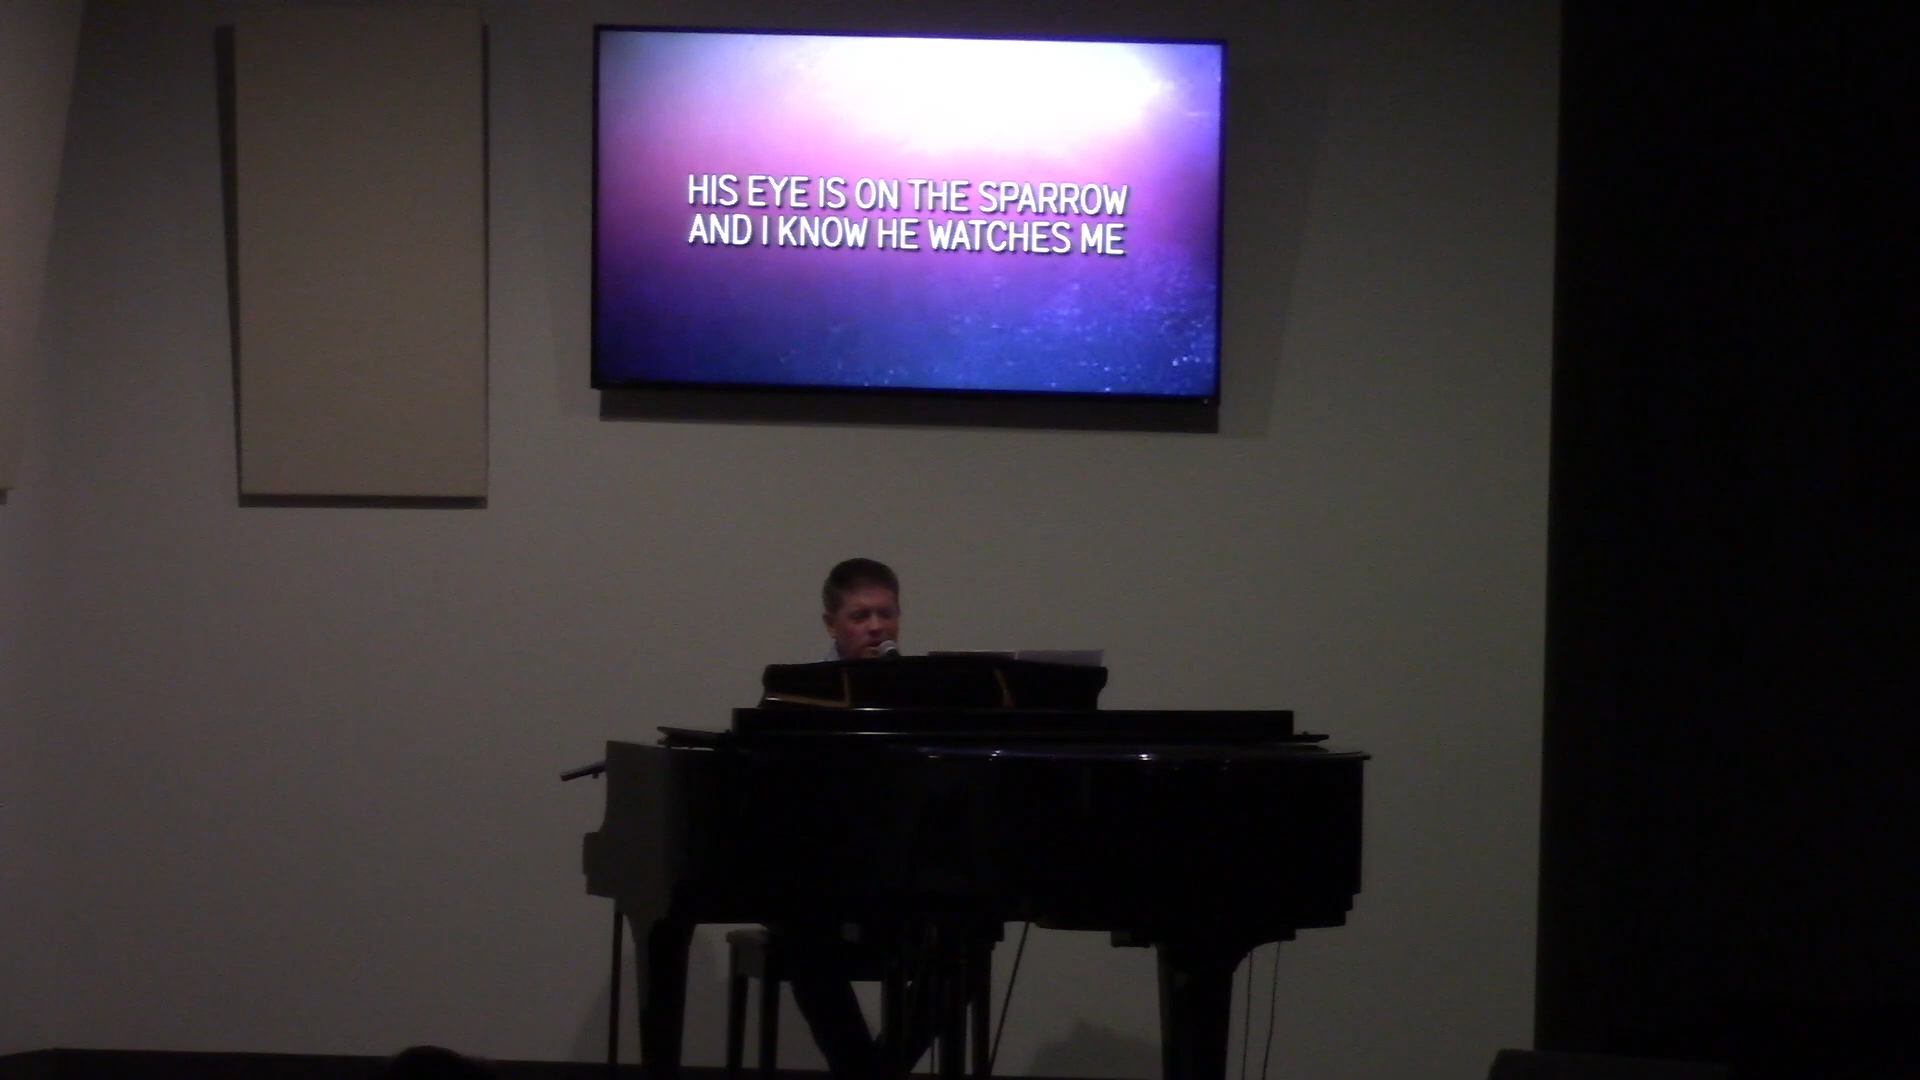 HIS EYE IS ON THE SPARROW
AND I KNOW HE WATCHES ME